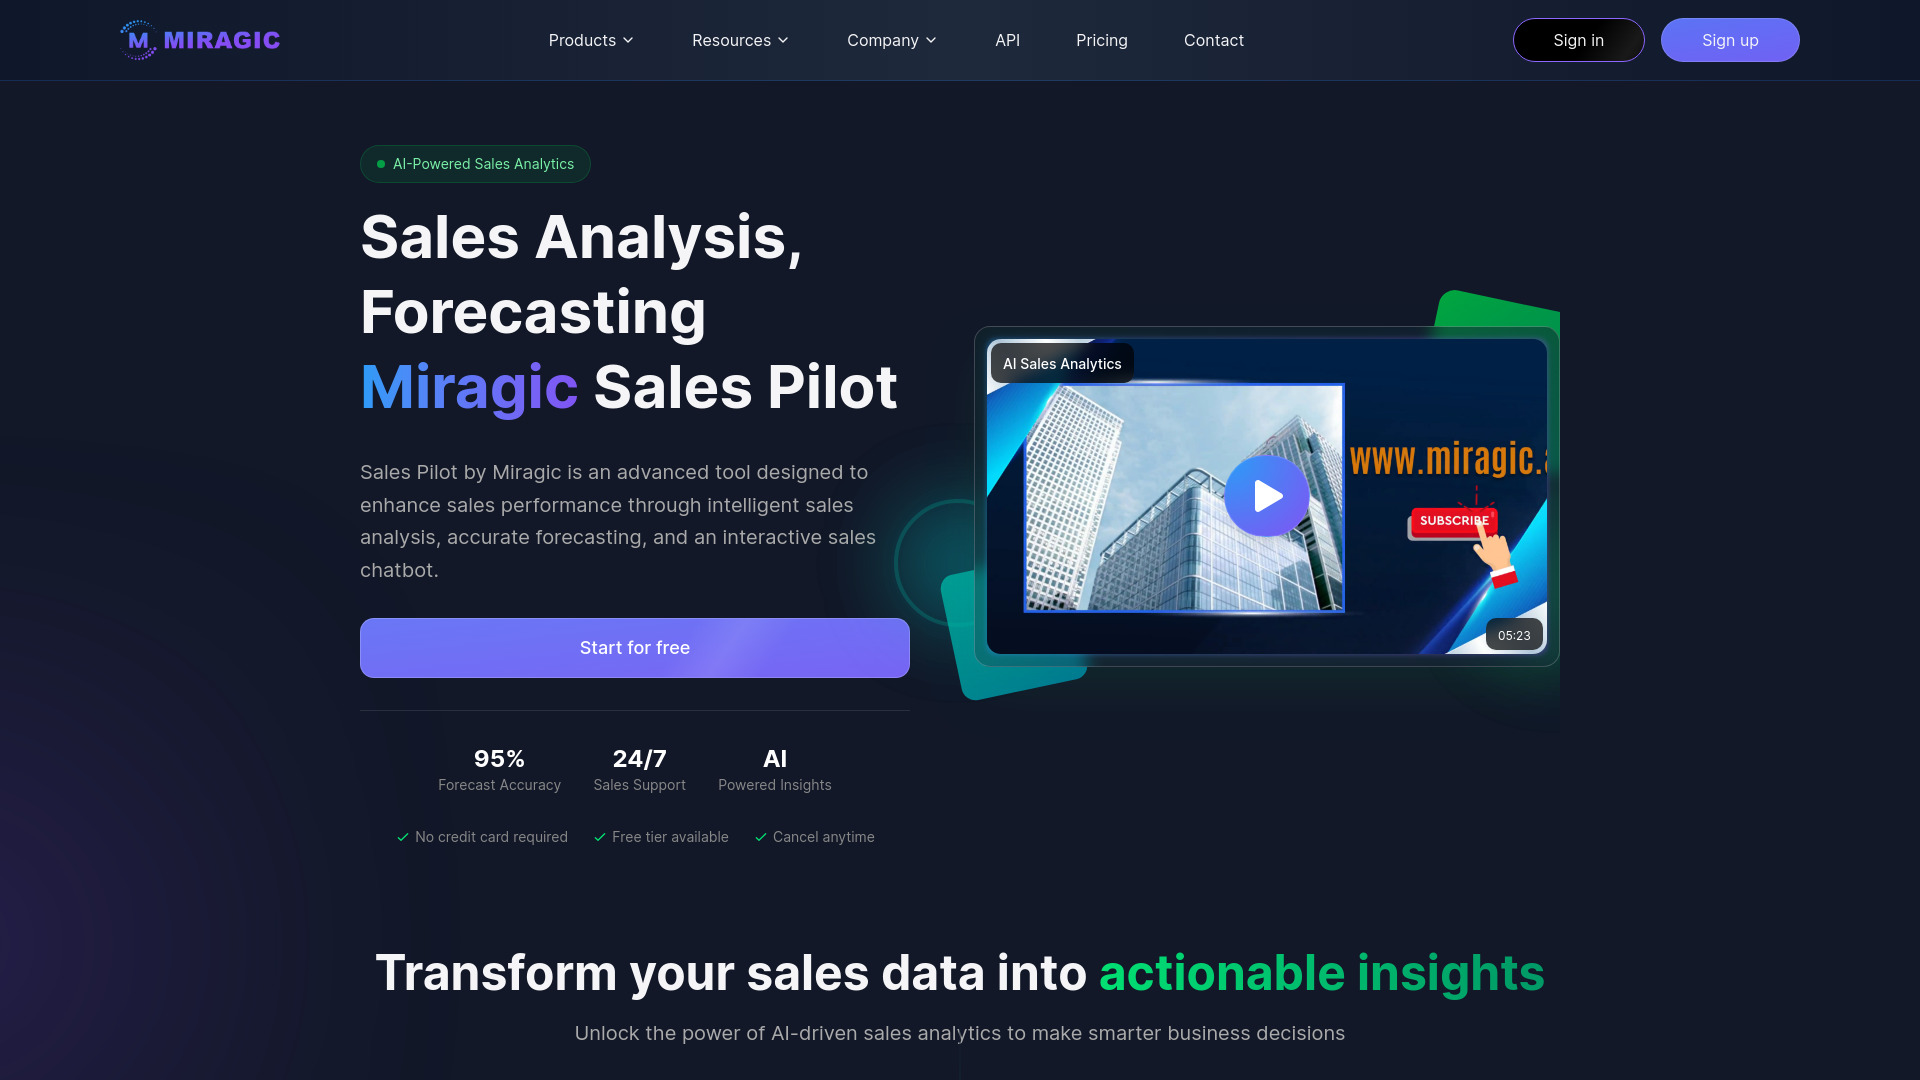 M MIRAGIC
Products
Resources
Company
API
Pricing
Contact
Sign in
Sign up
AI-Powered Sales Analytics
Sales Analysis,
Forecasting
Miragic Sales Pilot
Sales Pilot by Miragic is an advanced tool designed to
enhance sales performance through intelligent sales
analysis, accurate forecasting, and an interactive sales
chatbot.
Start for free
95%
Forecast Accuracy
24/7
Sales Support
AI
Powered Insights
No credit card required
Free tier available
Cancel anytime
AI Sales Analytics
www.miragic.a
SUBSCRIBE
05:23
Transform your sales data into actionable insights
Unlock the power of AI-driven sales analytics to make smarter business decisions